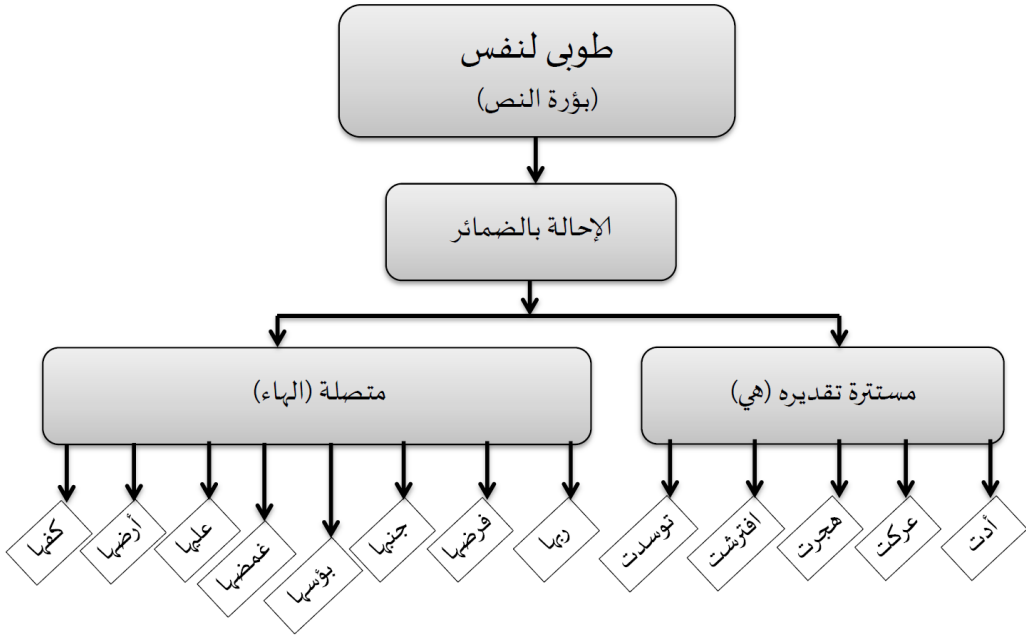 طوبى لنفس
(بؤرة النص)
الإحالة بالضمائر
مستترة تقديره (هي)
متصلة (الهاء)
أدت
عركت
هجرت
افترشت
توسدت
ربها
فرضها
جنبها
بؤسها
غمضها
عليها
أرضها
كفها